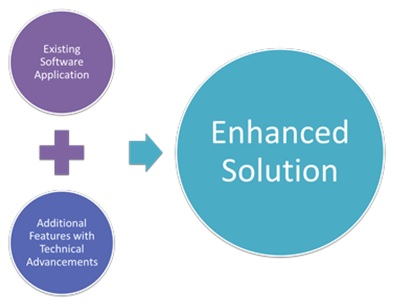 Existing
Software
Application
Additional
Features with
Technical
Advancements
Enhanced
Solution